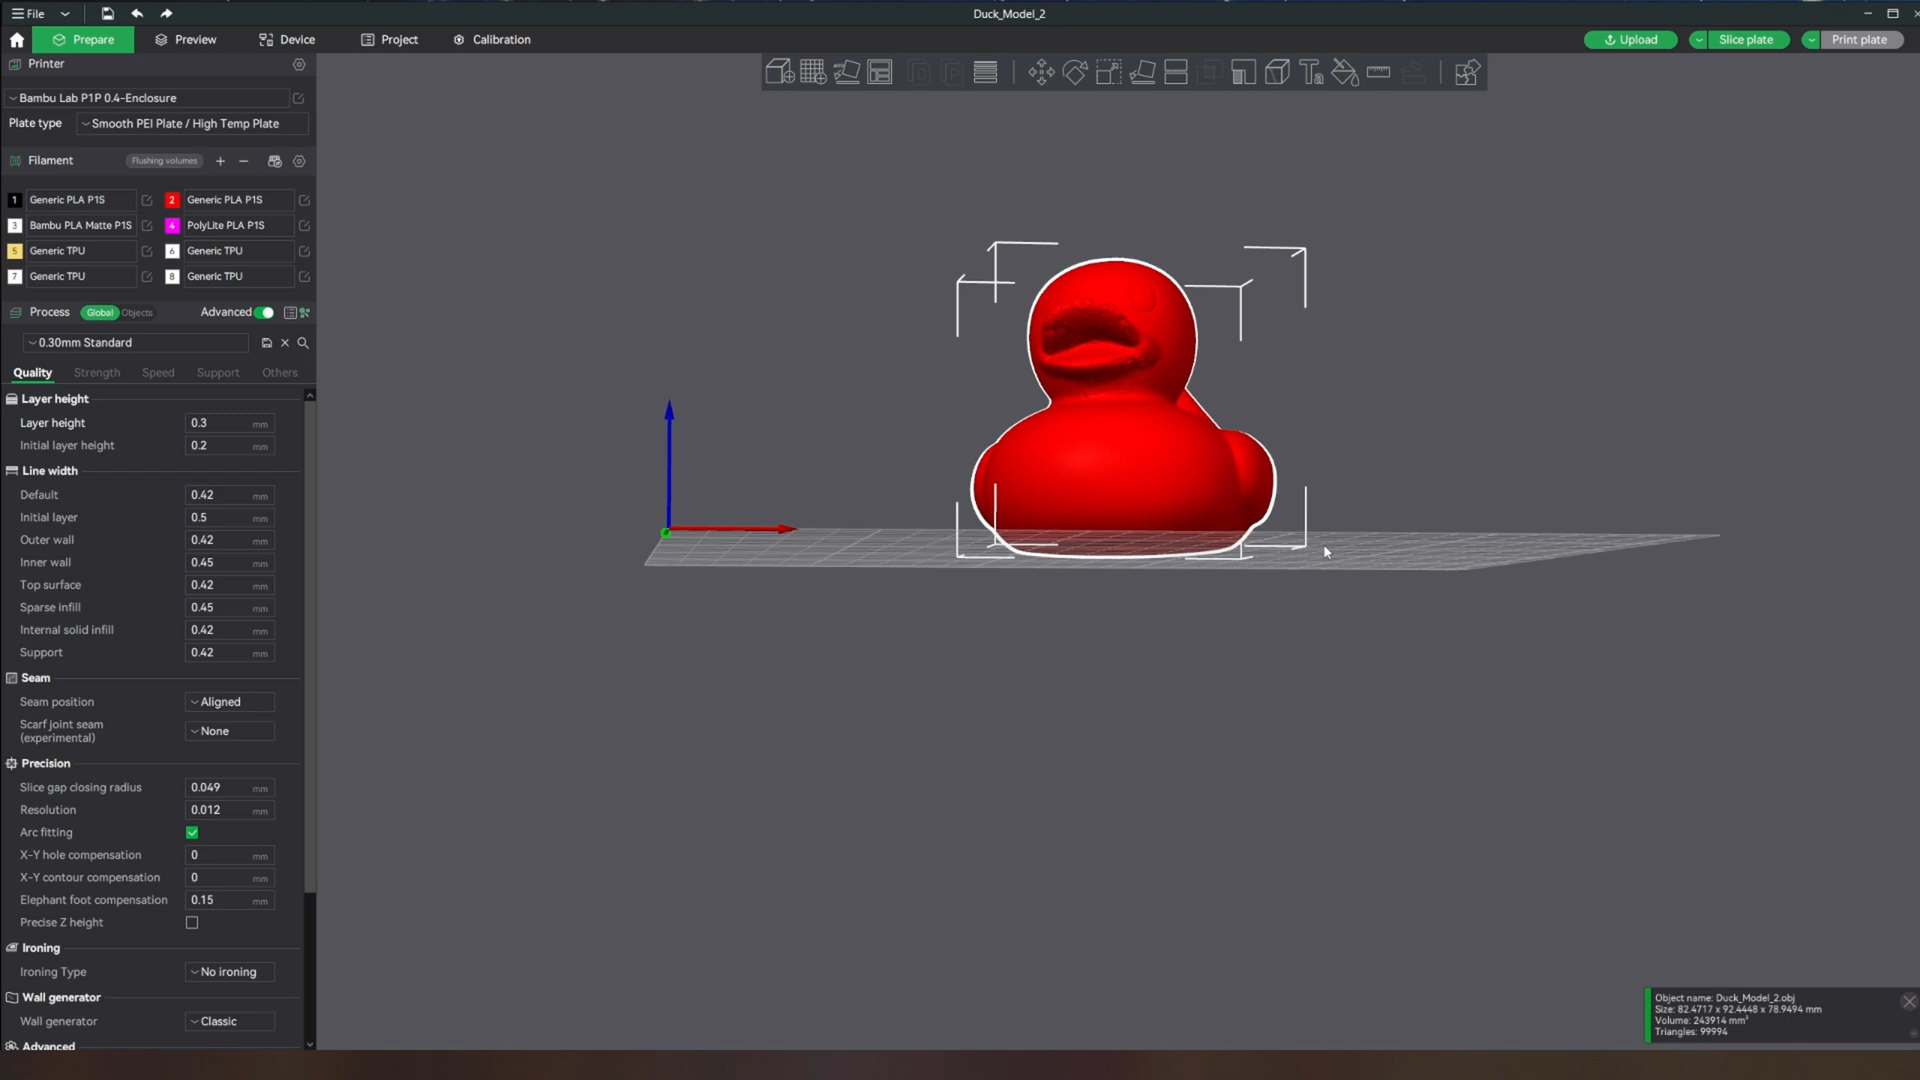 File
Duck_Model_2
Prepare
Preview
Device
Project
Calibration
Upload
Slice plate
Print plate
Printer
Bambu Lab P1P 0.4-Enclosure
Plate type
Smooth PEI Plate / High Temp Plate
Filament
Flushing volumes
1 Generic PLA P1S
2 Generic PLA P1S
3 Bambu PLA Matte P1S
4 PolyLite PLA P1S
5 Generic TPU
6 Generic TPU
7 Generic TPU
8 Generic TPU
Process
Global Objects
Advanced
0.30mm Standard
Quality
Strength
Speed
Support
Others
Layer height
Layer height 0.3 mm
Initial layer height 0.2 mm
Line width
Default 0.42 mm
Initial layer 0.5 mm
Outer wall 0.42 mm
Inner wall 0.45 mm
Top surface 0.42 mm
Sparse infill 0.45 mm
Internal solid infill 0.42 mm
Support 0.42 mm
Seam
Seam position Aligned
Scarf joint seam
(experimental)
None
Precision
Slice gap closing radius 0.049 mm
Resolution 0.012 mm
Arc fitting
X-Y hole compensation 0 mm
X-Y contour compensation 0 mm
Elephant foot compensation 0.15 mm
Precise Z height
Ironing
Ironing Type No ironing
Wall generator
Wall generator Classic
Advanced
Object name: Duck_Model_2.obj
Size: 82.4717 x 92.4448 x 78.9494 mm
Volume: 243914 mm³
Triangles: 99994